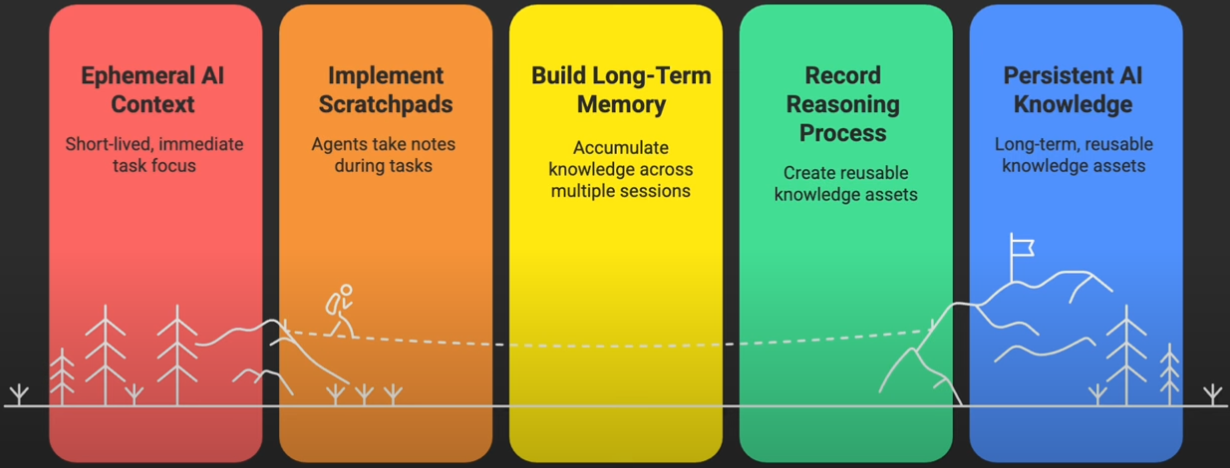 Ephemeral AI
Context
Short-lived, immediate
task focus
Implement
Scratchpads
Agents take notes
during tasks
Build Long-Term
Memory
Accumulate
knowledge across
multiple sessions
Record
Reasoning
Process
Create reusable
knowledge assets
Persistent AI
Knowledge
Long-term, reusable
knowledge assets